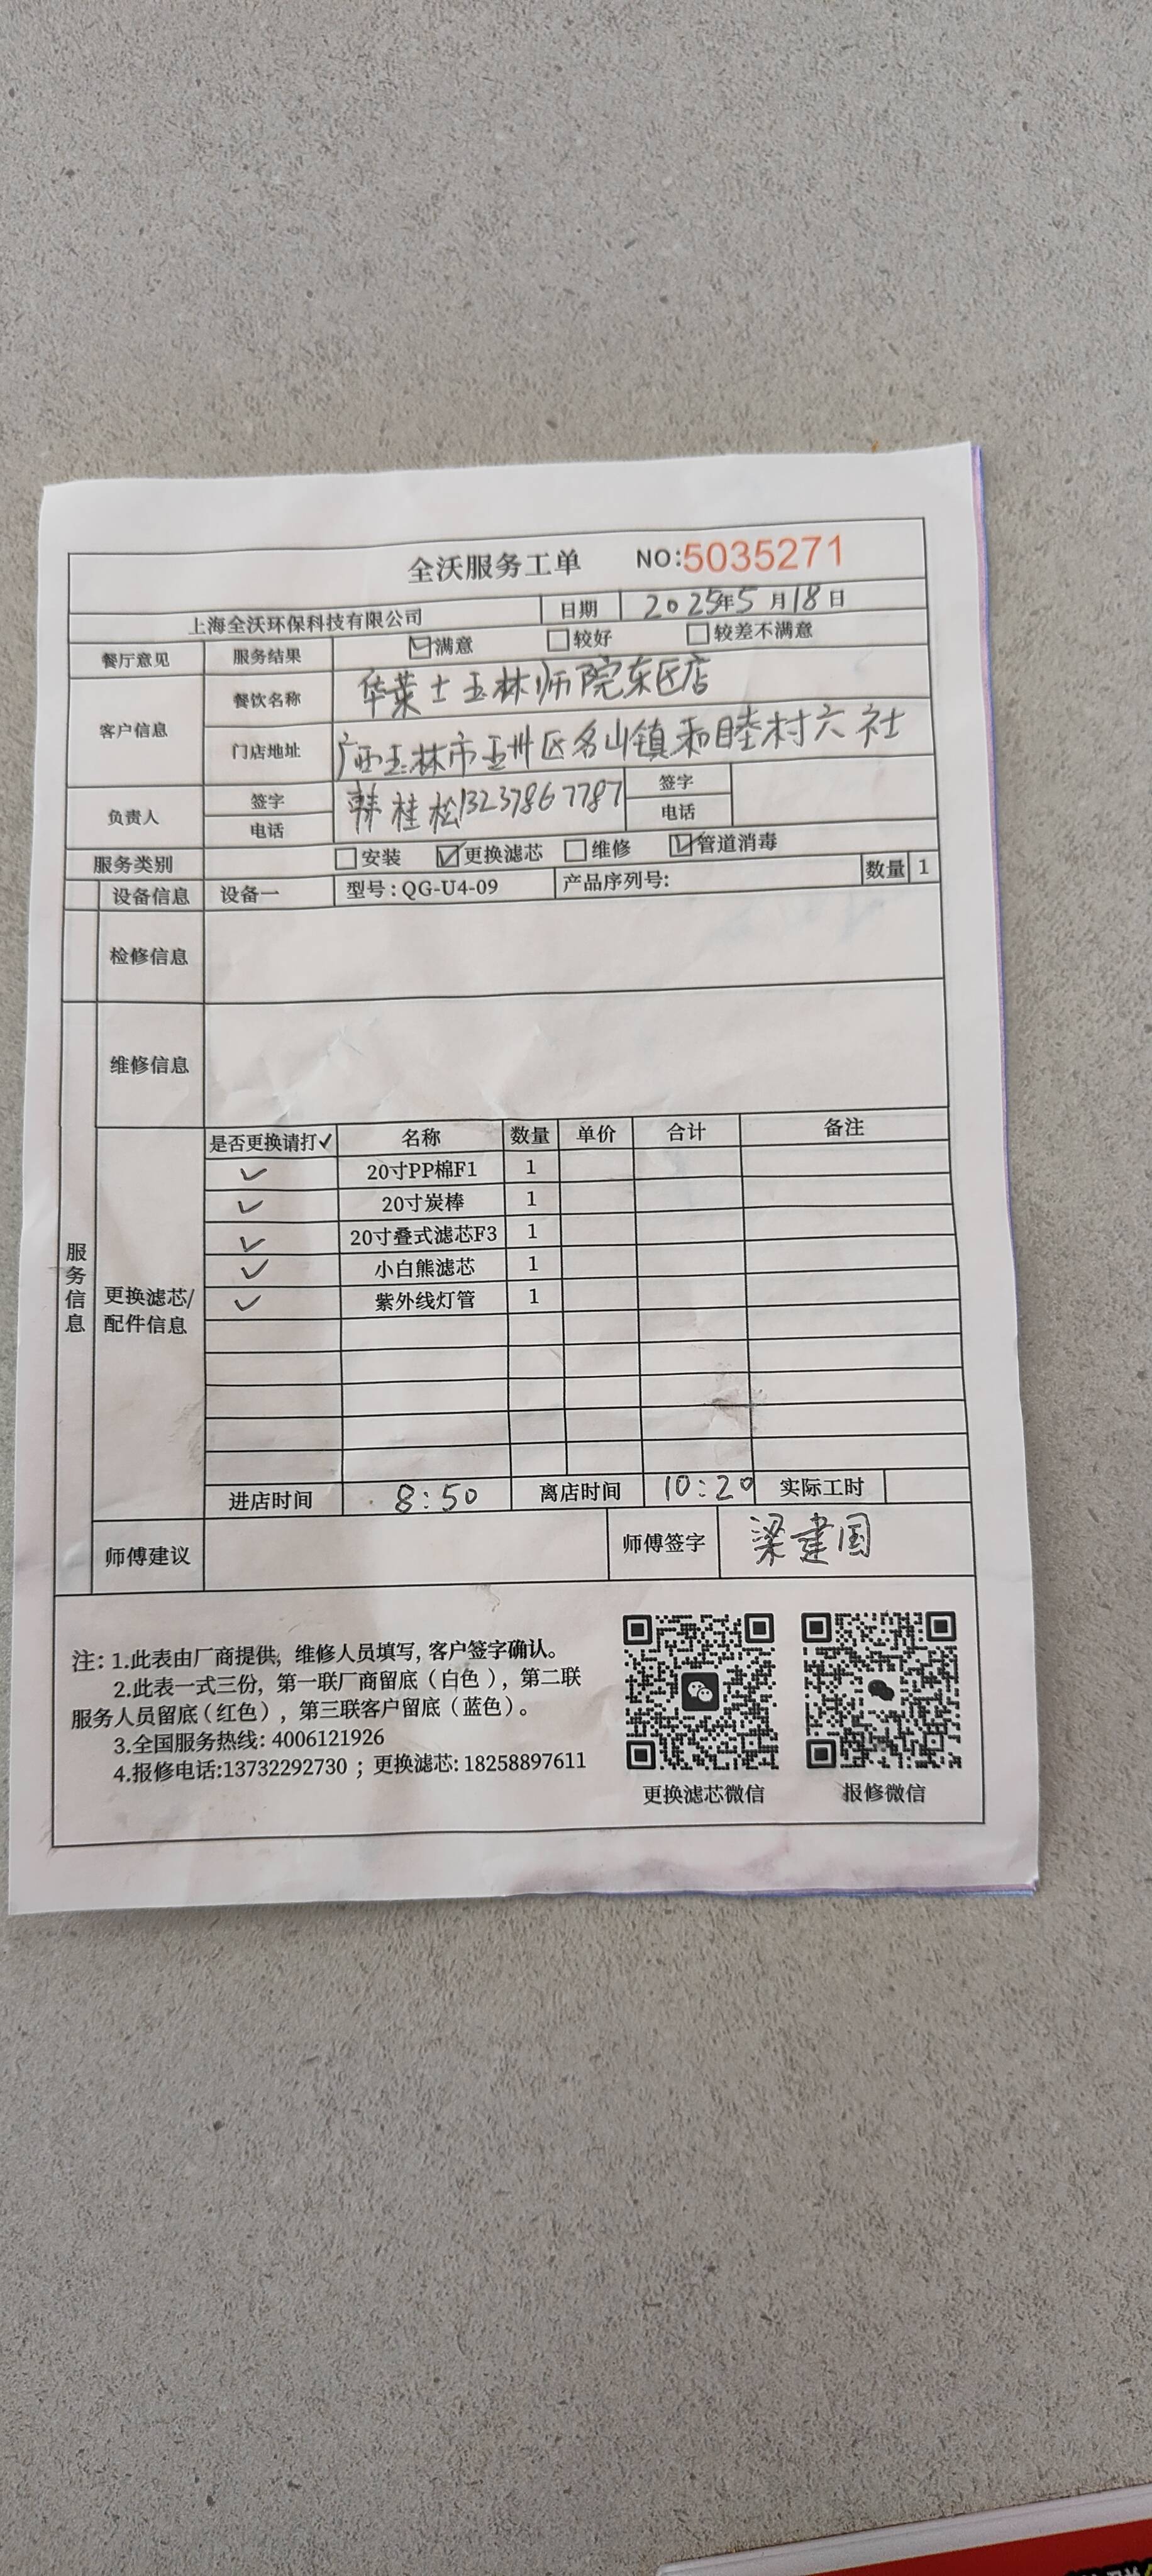 全沃服务工单 NO:5035271
上海全沃环保科技有限公司 日期 2025年5月18日
餐厅意见 服务结果 ☑满意 ☐较好 ☐较差不满意
客户信息 餐饮名称 华莱士玉林师院东区店
门店地址 广西玉林市玉州区名山镇和睦村六社
负责人 签字 电话 韩桂松13237867787 签字 电话
服务类别 ☐安装 ☑更换滤芯 ☐维修 ☑管道消毒
设备信息 设备一 型号:QG-U4-09 产品序列号: 数量 1
检修信息
维修信息
服务信息
更换滤芯/配件信息
是否更换请打✓ 名称 数量 单价 合计 备注
✓ 20寸PP棉F1 1
✓ 20寸炭棒 1
✓ 20寸叠式滤芯F3 1
✓ 小白熊滤芯 1
✓ 紫外线灯管 1
进店时间 8:50 离店时间 10:20 实际工时
师傅建议 师傅签字 梁建国
注: 1.此表由厂商提供, 维修人员填写, 客户签字确认。
2.此表一式三份, 第一联厂商留底（白色）, 第二联
服务人员留底（红色）, 第三联客户留底（蓝色）。
3.全国服务热线: 4006121926
4.报修电话:13732292730 ; 更换滤芯: 18258897611
更换滤芯微信 报修微信